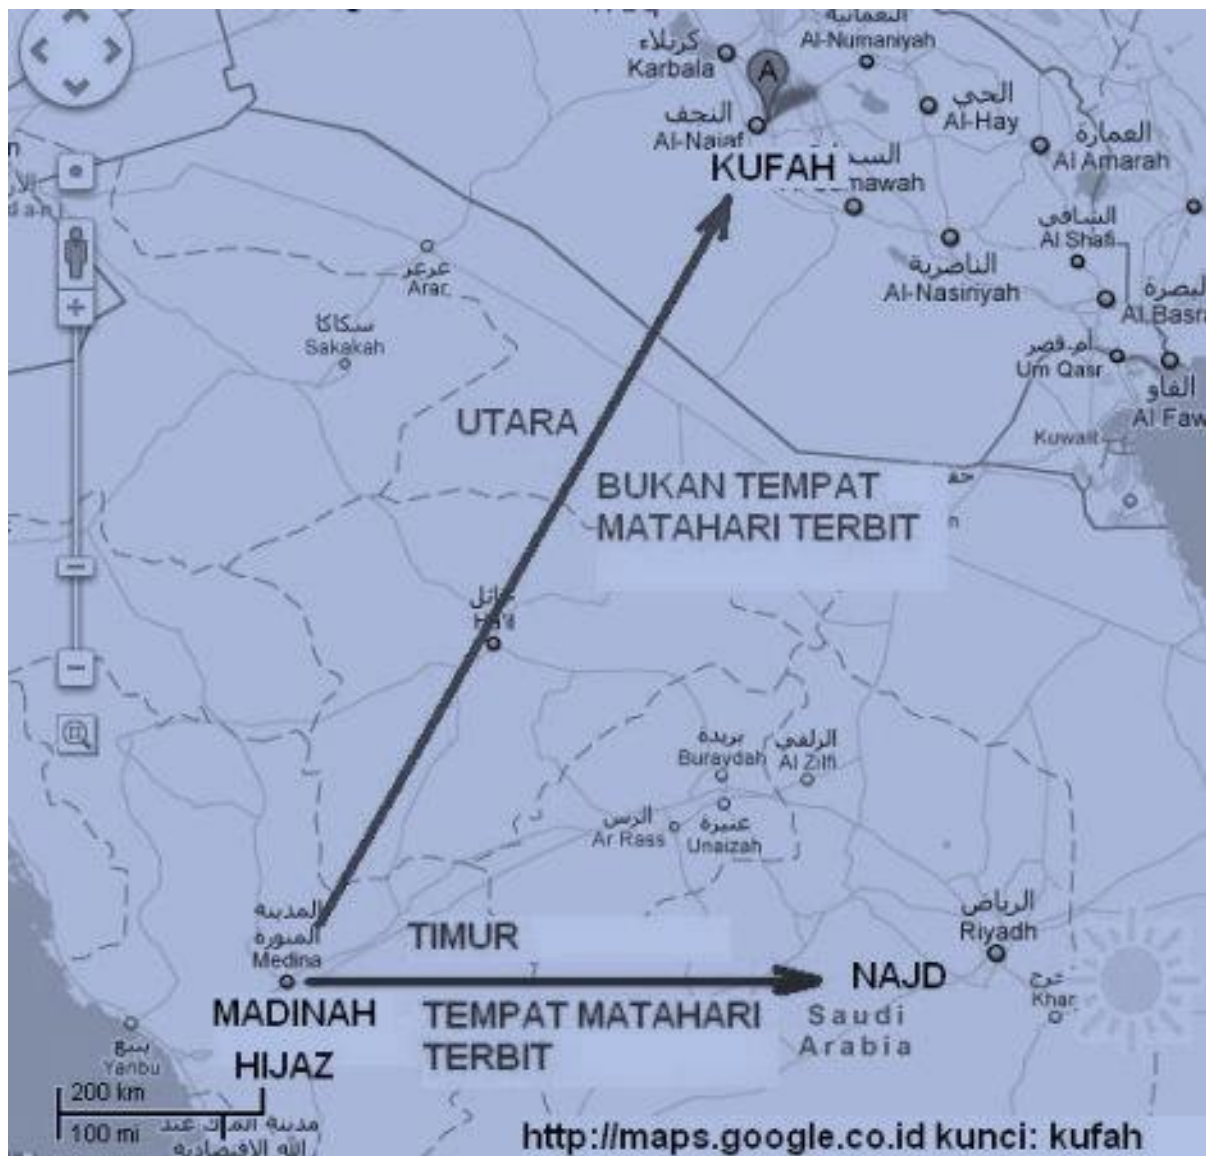 النعمانية
Al-Numaniyah
كربلاء
Karbala
A
الحي
Al-Hay
النجف
Al-Najaf
العمارة
Al Amarah
KUFAH
الشافي
Al Shafi
عرعر
Arar
الناصرية
Al-Nasiriyah
البصرة
سكاكا
Sakakah
أم قصر
Um Qasr
الفاو
Al Faw
UTARA
Kuwait
BUKAN TEMPAT
MATAHARI TERBIT
حائل
Ha'il
بريدة
Buraydah
الزلفي
Al Zilfi
الرس
Ar Rass
عنيزة
Unaizah
المدينة
المنورة
Medina
الرياض
Riyadh
TIMUR
NAJD
خرج
Khar
MADINAH
TEMPAT MATAHARI
TERBIT
Saudi
Arabia
ينبع
Yanbu
HIJAZ
200 km
100 mi
http://maps.google.co.id kunci: kufah